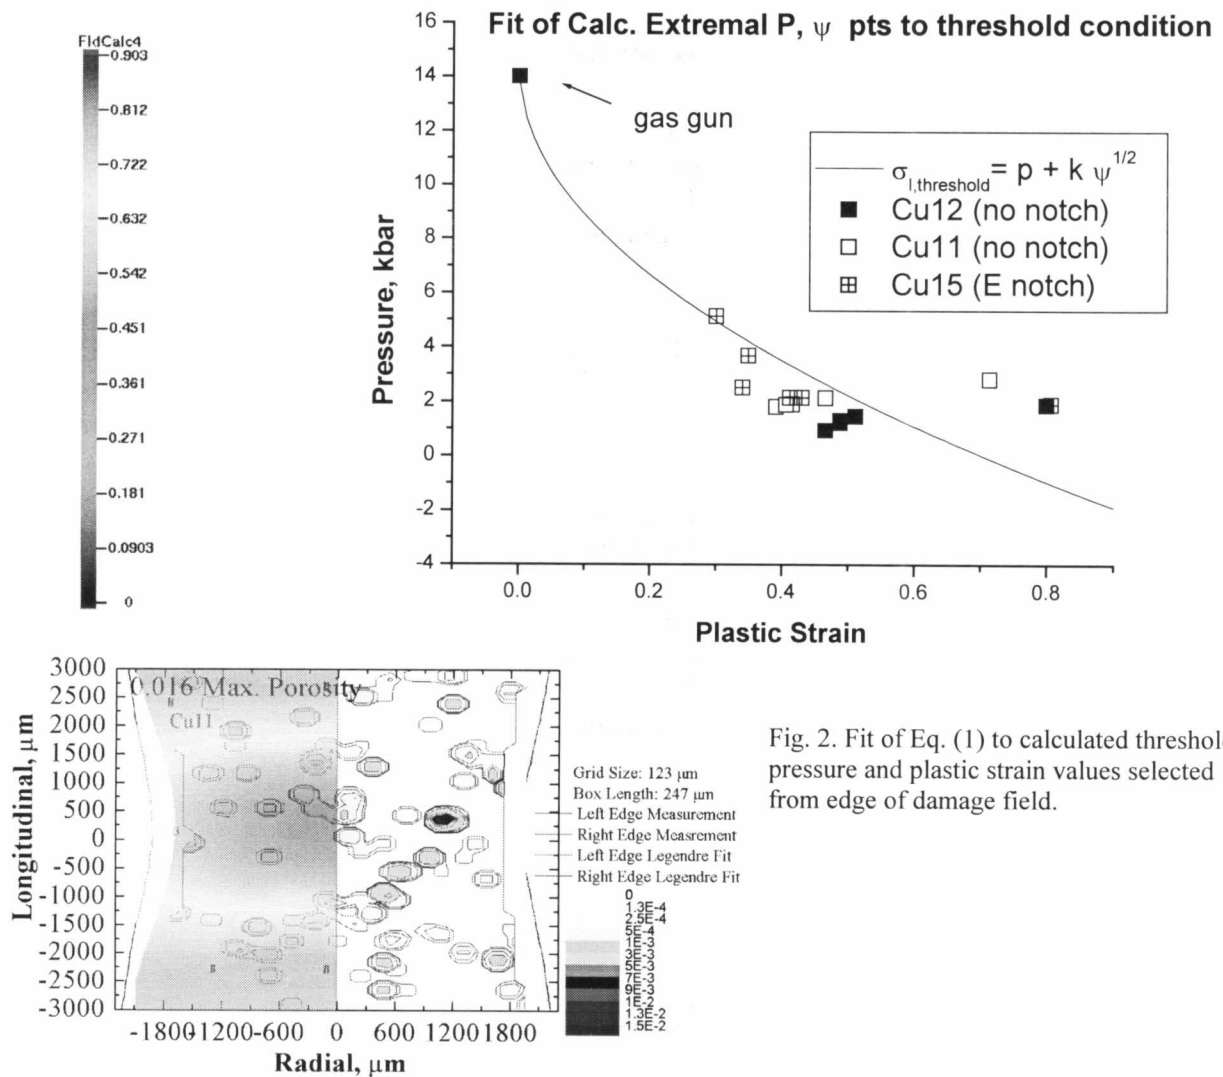 FldCalc4
0.903
0.812
0.722
0.632
0.542
0.451
0.361
0.271
0.181
0.0903
0
Fit of Calc. Extremal P, ψ pts to threshold condition
16
14
12
10
8
6
4
2
0
-2
-4
Pressure, kbar
gas gun
σl,threshold= p + k ψ1/2
Cu12 (no notch)
Cu11 (no notch)
Cu15 (E notch)
0.0 0.2 0.4 0.6 0.8
Plastic Strain
3000
2500
2000
1500
1000
500
0
-500
-1000
-1500
-2000
-2500
-3000
Longitudinal, µm
0.016 Max. Porosity
Cu11
-1800 -1200 -600 0 600 1200 1800
Radial, µm
Grid Size: 123 µm
Box Length: 247 µm
Left Edge Measurement
Right Edge Measrement
Left Edge Legendre Fit
Right Edge Legendre Fit
0
1.3E-4
2.5E-4
5E-4
1E-3
3E-3
5E-3
7E-3
9E-3
1E-2
1.3E-2
1.5E-2
Fig. 2. Fit of Eq. (1) to calculated threshol
pressure and plastic strain values selected
from edge of damage field.